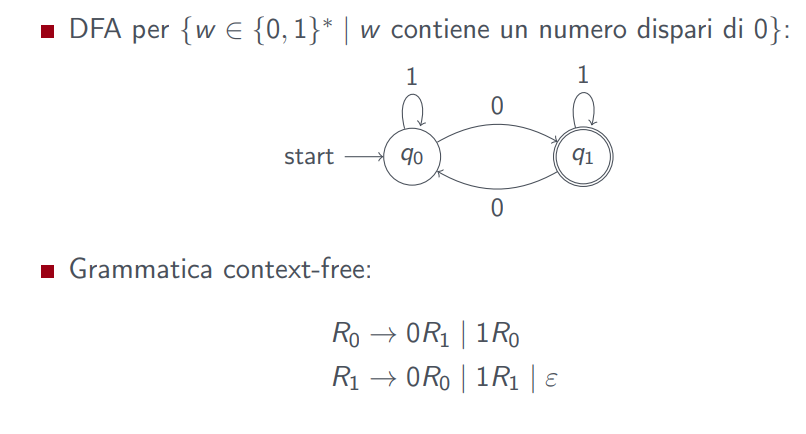 DFA per {w ∈ {0, 1}* | w contiene un numero dispari di 0}:
1 1
0
start q₀ q₁
0
Grammatica context-free:
R₀ → 0R₁ | 1R₀
R₁ → 0R₀ | 1R₁ | ε